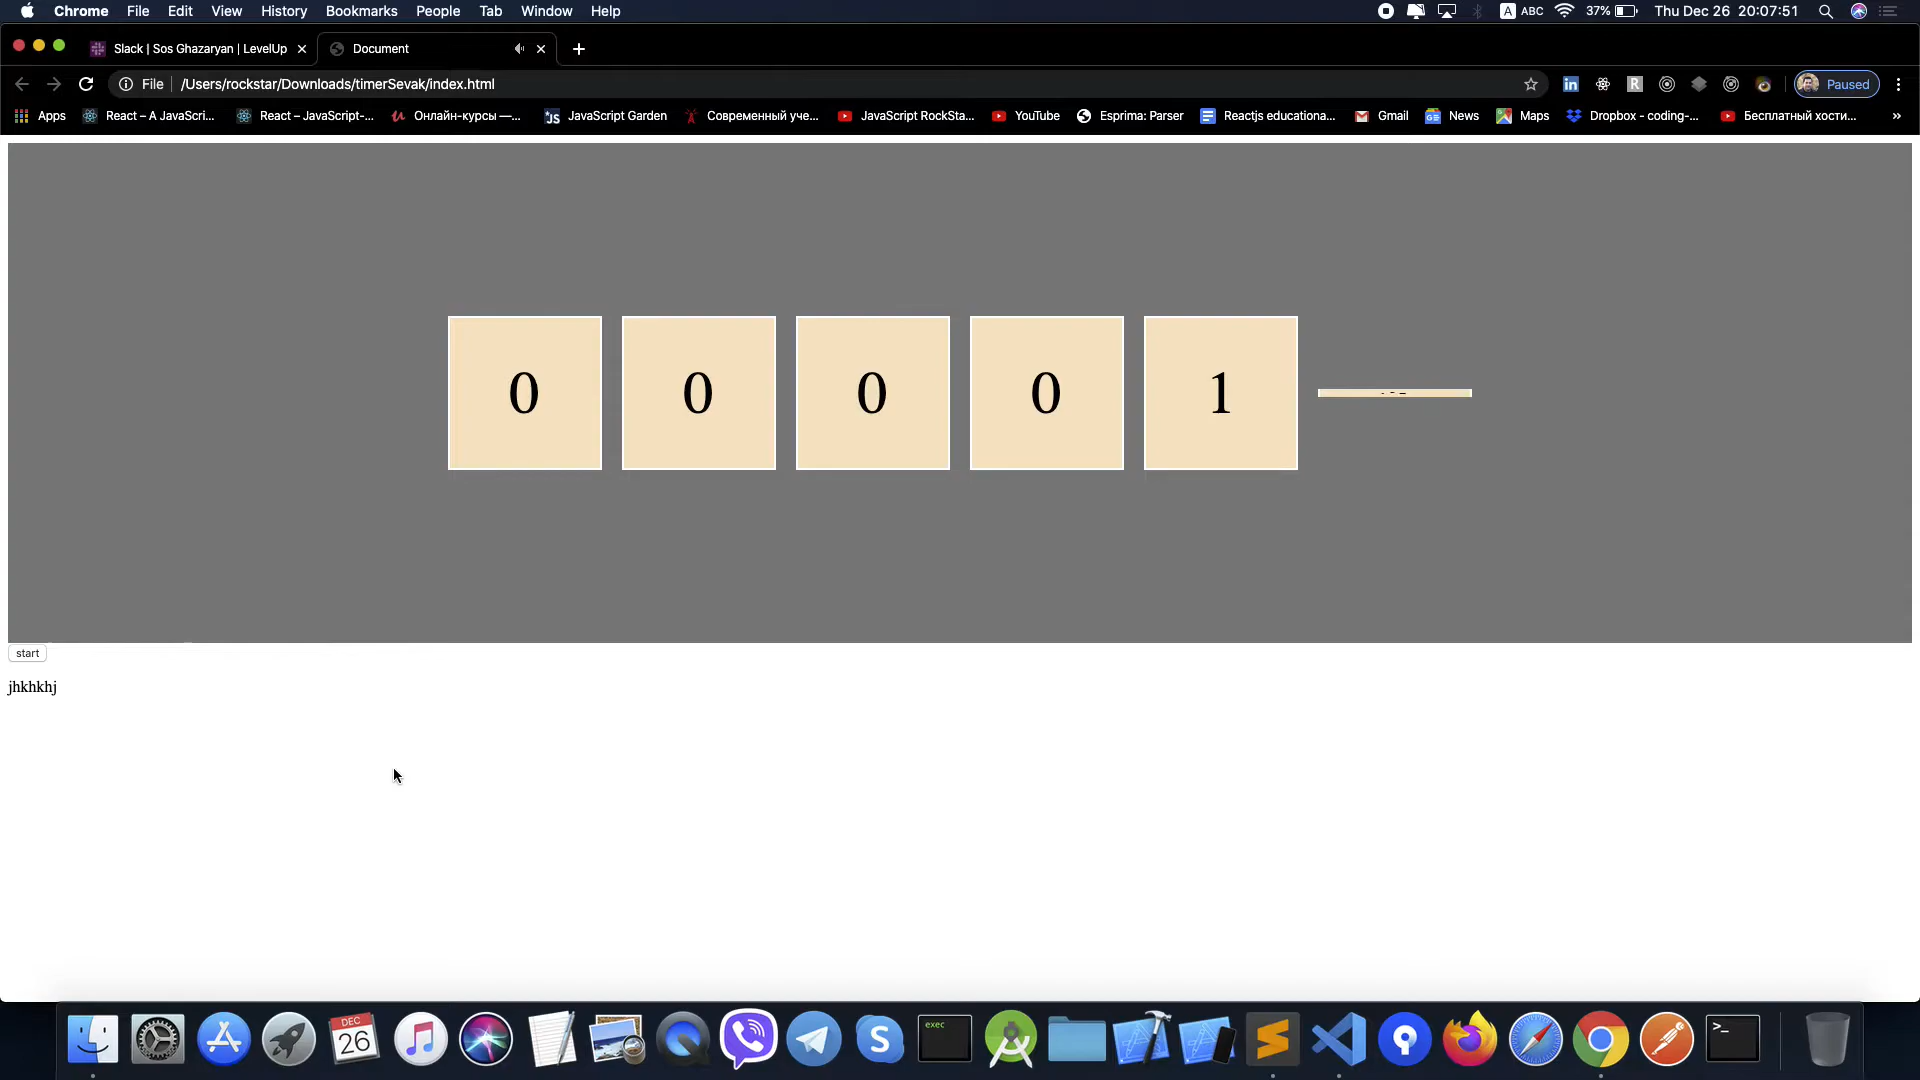 Chrome File Edit View History Bookmarks People Tab Window Help A ABC 37% Thu Dec 26 20:07:51
Slack | Sos Ghazaryan | LevelUp Document
File /Users/rockstar/Downloads/timerSevak/index.html R Paused
Apps React – A JavaScri... React – JavaScript-... Онлайн-курсы —... JS JavaScript Garden Современный уче... JavaScript RockSta... YouTube Esprima: Parser Reactjs educationa... Gmail News Maps Dropbox - coding-... Бесплатный хости... »
0 0 0 0 1
start
jhkhkhj
DEC
26
exec
>_